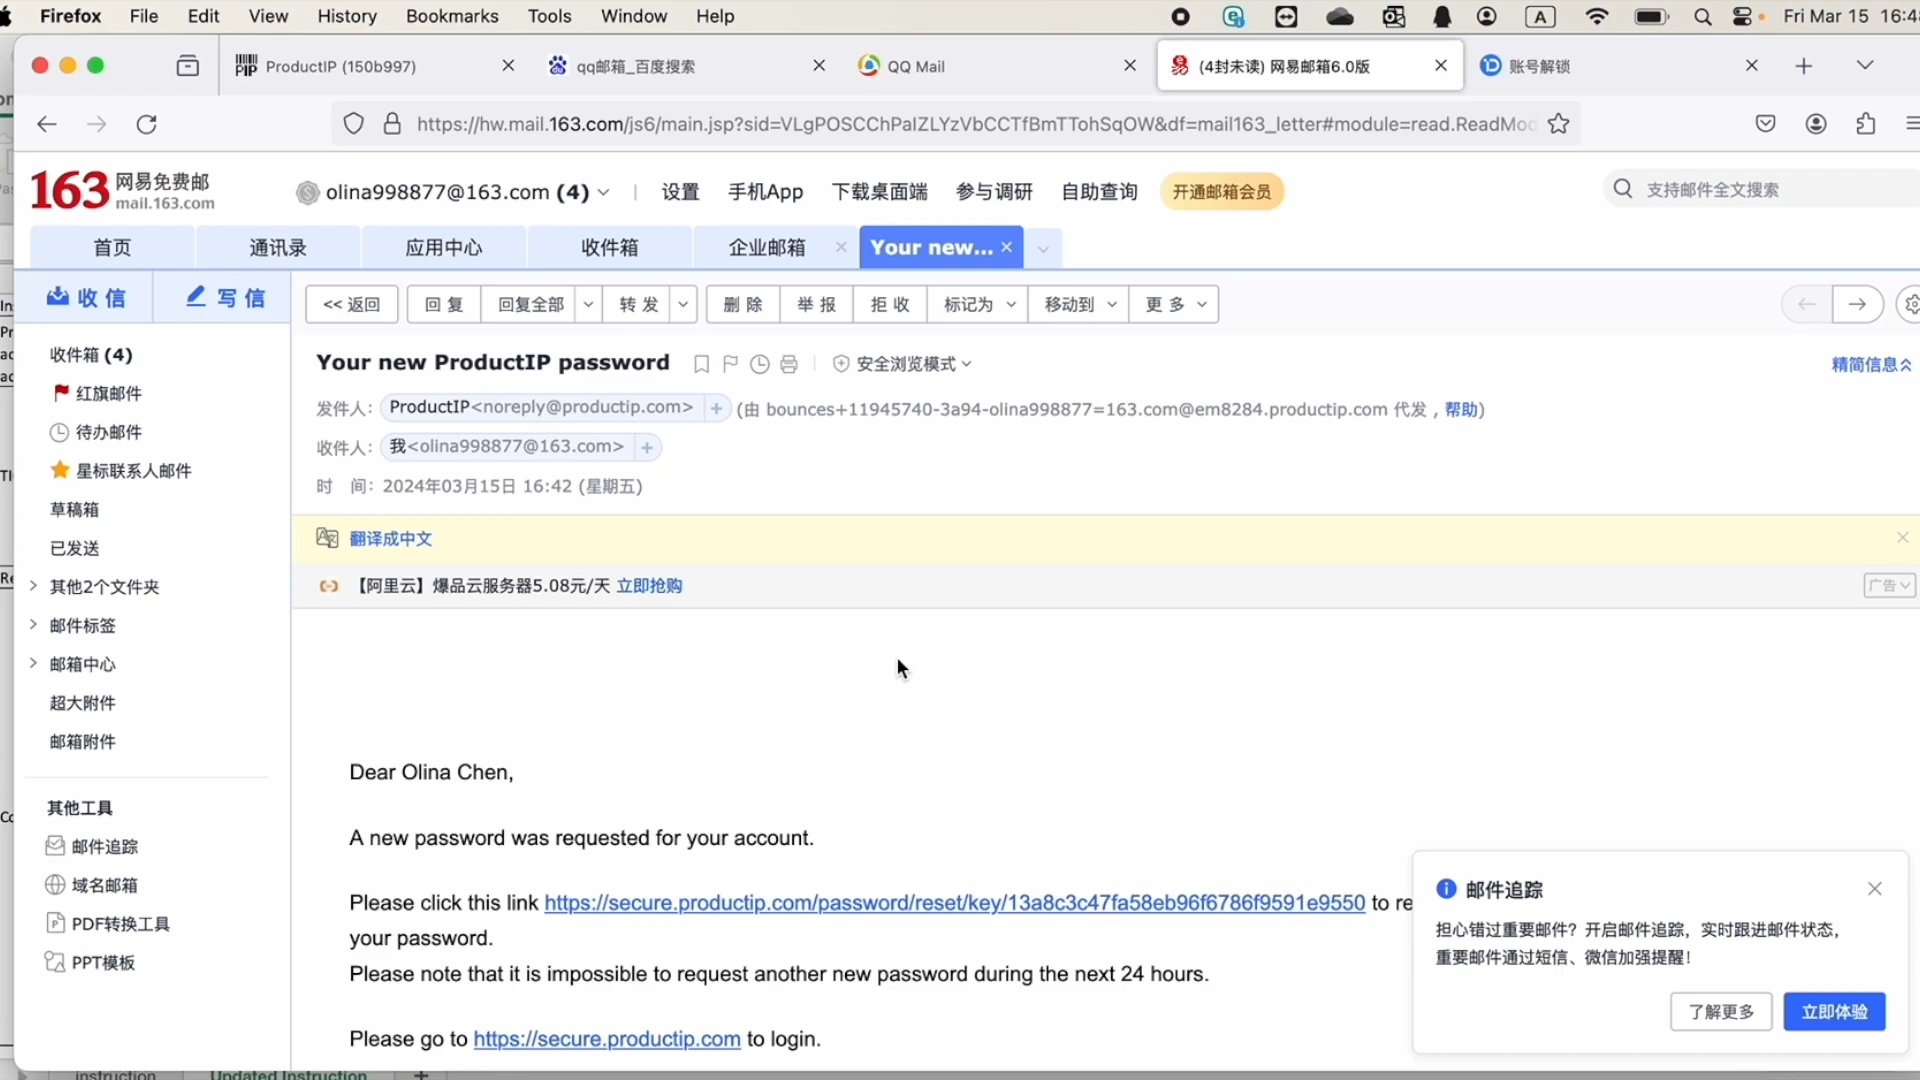 Firefox File Edit View History Bookmarks Tools Window Help A Fri Mar 15 16:4
ProductIP (150b997) qq邮箱_百度搜索 QQ Mail (4封未读) 网易邮箱6.0版 账号解锁
https://hw.mail.163.com/js6/main.jsp?sid=VLgPOSCChPalZLYzVbCCTfBmTTohSqOW&df=mail163_letter#module=read.ReadMod
163 网易免费邮 mail.163.com olina998877@163.com (4) 设置 手机App 下载桌面端 参与调研 自助查询 开通邮箱会员 支持邮件全文搜索
首页 通讯录 应用中心 收件箱 企业邮箱 Your new...
收 信 写 信 << 返回 回 复 回复全部 转 发 删 除 举 报 拒 收 标记为 移动到 更 多
收件箱 (4)
红旗邮件
待办邮件
星标联系人邮件
草稿箱
已发送
其他2个文件夹
邮件标签
邮箱中心
超大附件
邮箱附件
其他工具
邮件追踪
域名邮箱
PDF转换工具
PPT模板
Your new ProductIP password 安全浏览模式 精简信息
发件人： ProductIP<noreply@productip.com> + (由 bounces+11945740-3a94-olina998877=163.com@em8284.productip.com 代发，帮助)
收件人： 我<olina998877@163.com> +
时 间： 2024年03月15日 16:42 (星期五)
翻译成中文
【阿里云】爆品云服务器5.08元/天 立即抢购 广告
Dear Olina Chen,
A new password was requested for your account.
Please click this link https://secure.productip.com/password/reset/key/13a8c3c47fa58eb96f6786f9591e9550 to re
your password.
Please note that it is impossible to request another new password during the next 24 hours.
Please go to https://secure.productip.com to login.
邮件追踪
担心错过重要邮件？开启邮件追踪，实时跟进邮件状态，
重要邮件通过短信、微信加强提醒！
了解更多 立即体验
instruction Updated Instruction +